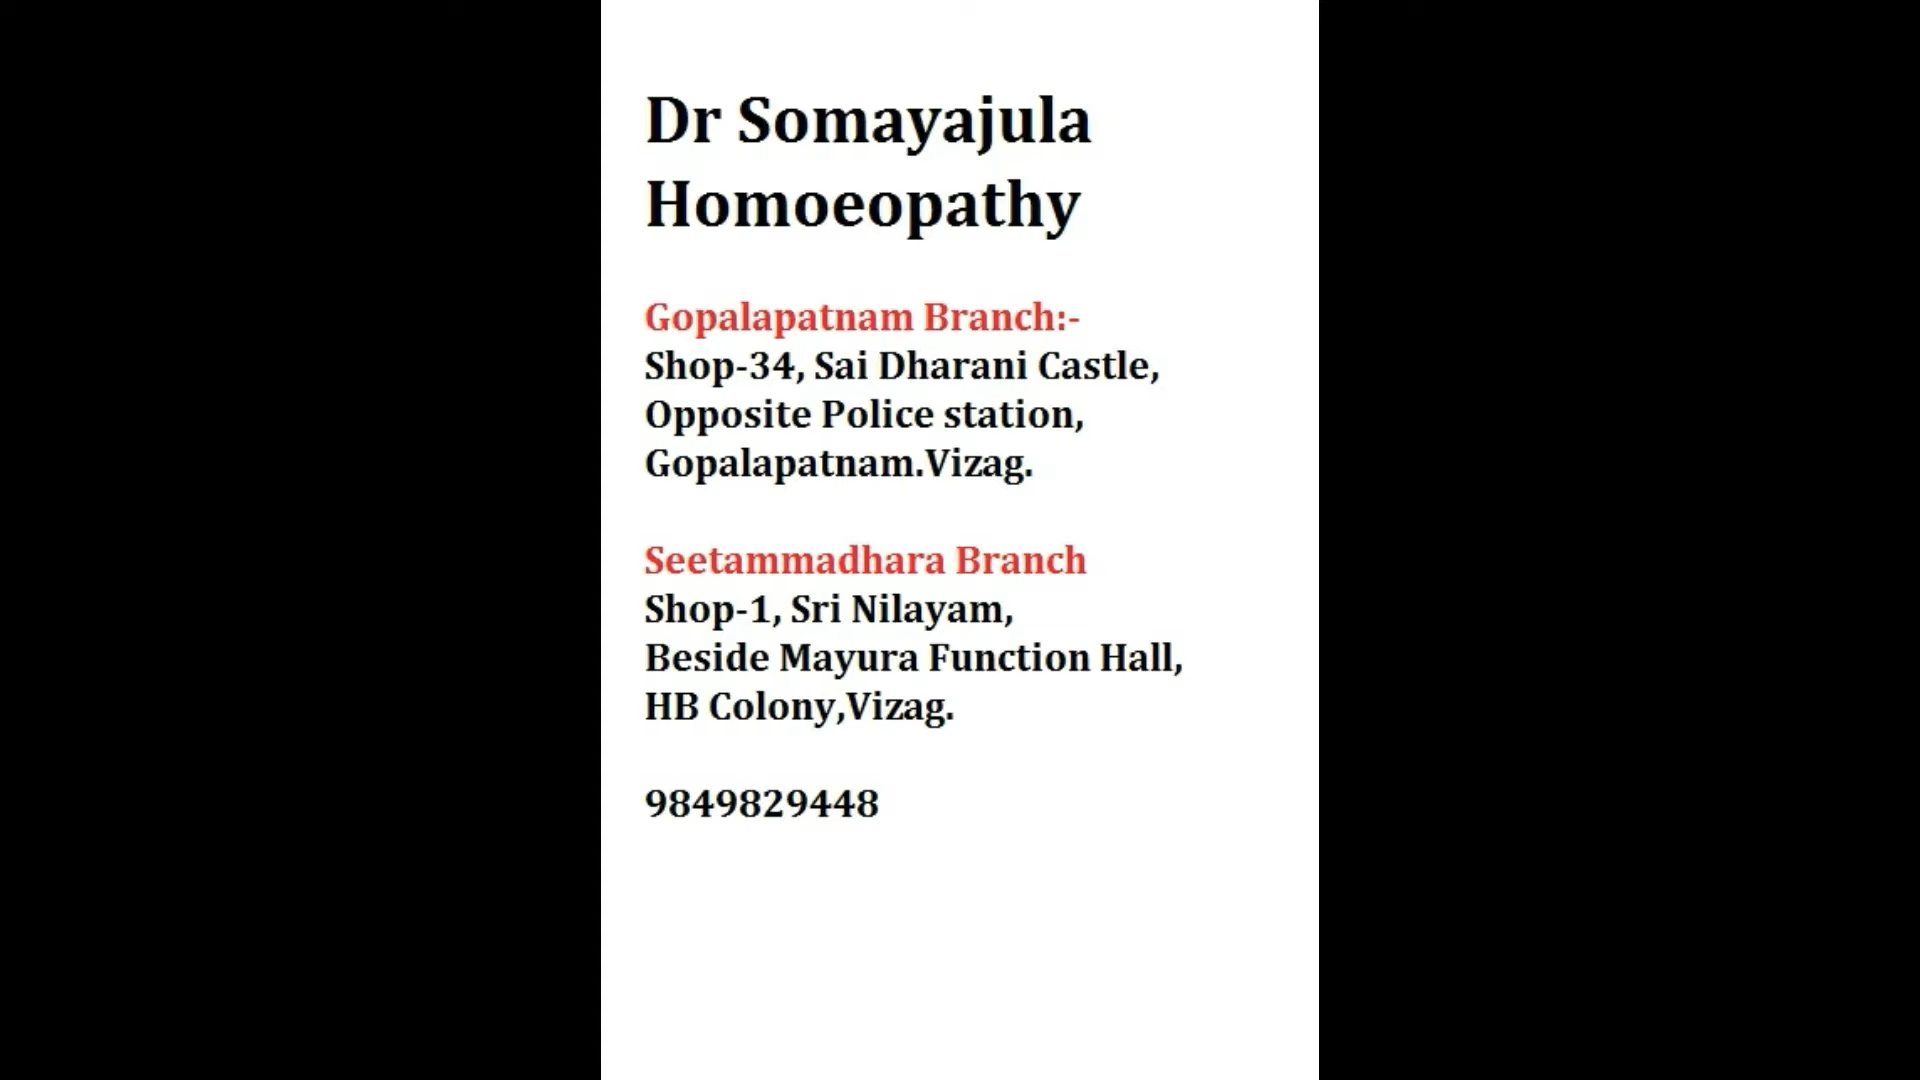 Dr Somayajula
Homoeopathy
Gopalapatnam Branch:-
Shop-34, Sai Dharani Castle,
Opposite Police station,
Gopalapatnam.Vizag.
Seetammadhara Branch
Shop-1, Sri Nilayam,
Beside Mayura Function Hall,
HB Colony,Vizag.
9849829448